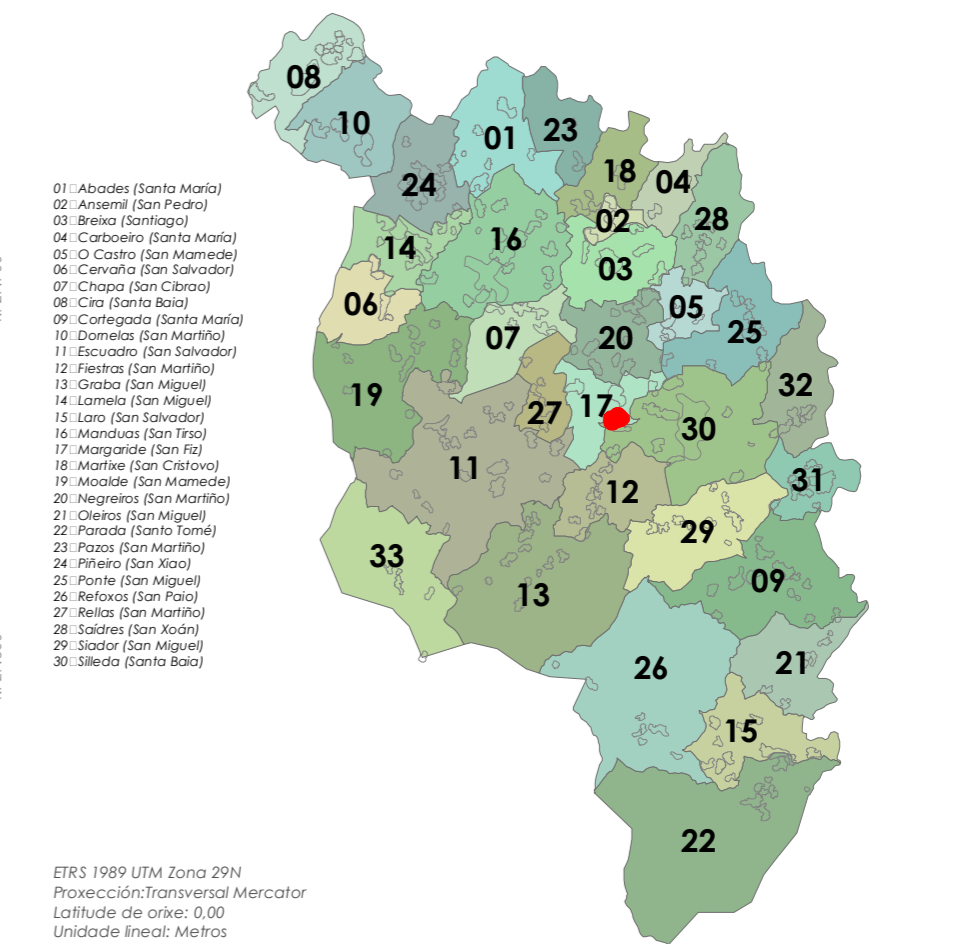 08
10
01
23
18
04
24
02
28
14
16
03
06
05
07
20
25
19
27
17
32
30
11
12
31
29
33
13
09
26
21
15
22
01 Abades (Santa María)
02 Ansemil (San Pedro)
03 Breixa (Santiago)
04 Carboeiro (Santa María)
05 O Castro (San Mamede)
06 Cervaña (San Salvador)
07 Chapa (San Cibrao)
08 Cira (Santa Baia)
09 Cortegada (Santa María)
10 Dornelas (San Martiño)
11 Escuadro (San Salvador)
12 Fiestras (San Martiño)
13 Graba (San Miguel)
14 Lamela (San Miguel)
15 Laro (San Salvador)
16 Manduas (San Tirso)
17 Margaride (San Fiz)
18 Martixe (San Cristovo)
19 Moalde (San Mamede)
20 Negreiros (San Martiño)
21 Oleiros (San Miguel)
22 Parada (Santo Tomé)
23 Pazos (San Martiño)
24 Piñeiro (San Xiao)
25 Ponte (San Miguel)
26 Refoxos (San Paio)
27 Rellas (San Martiño)
28 Saídres (San Xoán)
29 Siador (San Miguel)
30 Silleda (Santa Baia)
ETRS 1989 UTM Zona 29N
Proxección:Transversal Mercator
Latitude de orixe: 0,00
Unidade lineal: Metros